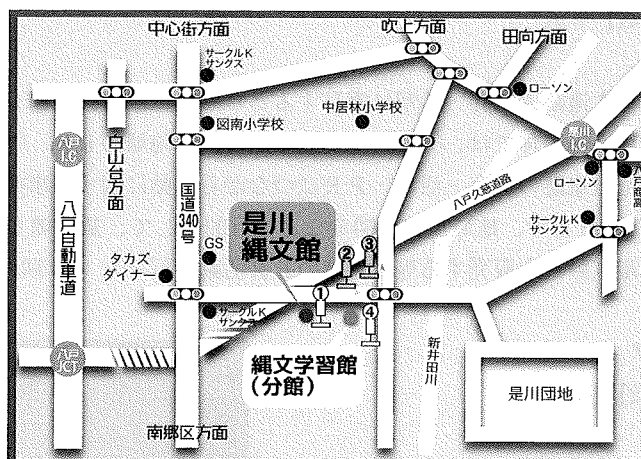 中心街方面
吹上方面
田向方面
サークルK
サンクス
ローソン
図南小学校
中居林小学校
八戸
I.C
是川
I.C
白山台方面
国道340号
八戸自動車道
八戸久慈道路
ローソン
八戸商高
サークルK
サンクス
GS
是川
縄文館
タカズ
ダイナー
②
③
①
④
サークルK
サンクス
八戸
JCT
縄文学習館
(分館)
新井田川
是川団地
南郷区方面